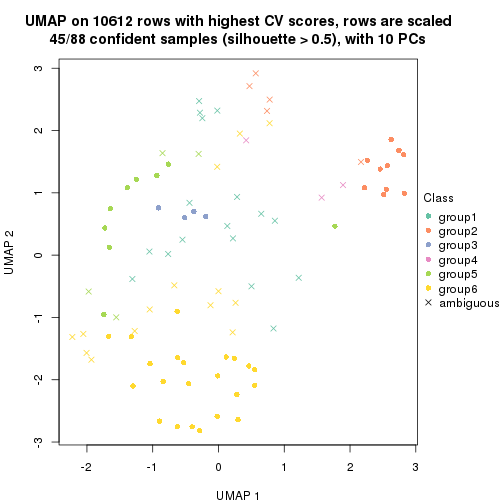 UMAP on 10612 rows with highest CV scores, rows are scaled
45/88 confident samples (silhouette > 0.5), with 10 PCs
3
2
1
0
-1
-2
-3
UMAP 2
-2
-1
0
1
2
3
UMAP 1
Class
group1
group2
group3
group4
group5
group6
ambiguous